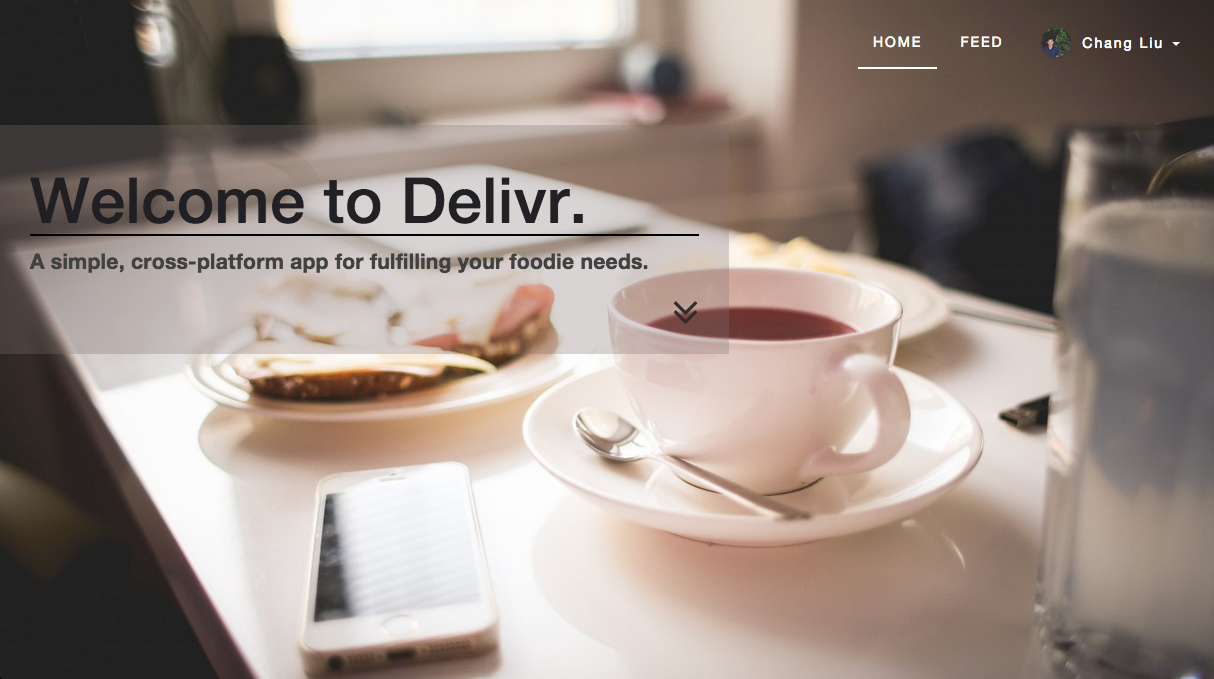 HOME FEED Chang Liu
Welcome to Delivr.
A simple, cross-platform app for fulfilling your foodie needs.